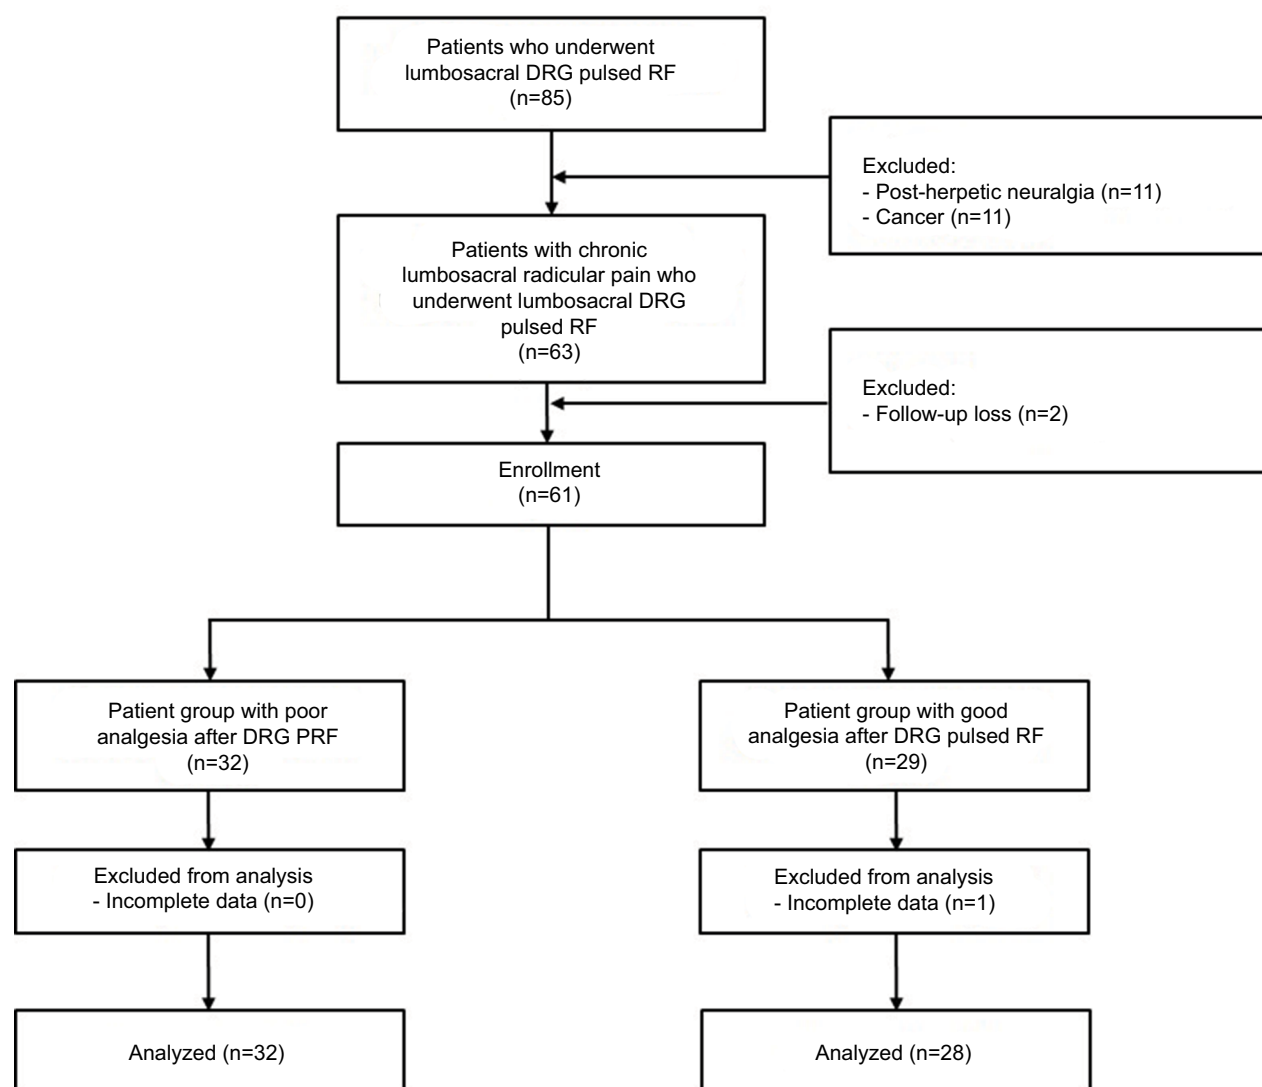 Patients who underwent
lumbosacral DRG pulsed RF
(n=85)
Excluded:
- Post-herpetic neuralgia (n=11)
- Cancer (n=11)
Patients with chronic
lumbosacral radicular pain who
underwent lumbosacral DRG
pulsed RF
(n=63)
Excluded:
- Follow-up loss (n=2)
Enrollment
(n=61)
Patient group with poor
analgesia after DRG PRF
(n=32)
Patient group with good
analgesia after DRG pulsed RF
(n=29)
Excluded from analysis
- Incomplete data (n=0)
Excluded from analysis
- Incomplete data (n=1)
Analyzed (n=32)
Analyzed (n=28)